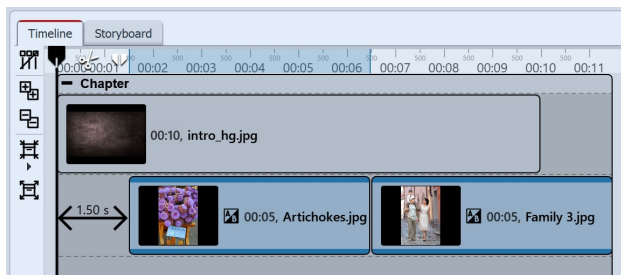 Timeline Storyboard
500 500 500 500 500 500 500 500 500 500
00:00 00:01 00:02 00:03 00:04 00:05 00:06 00:07 00:08 00:09 00:10 00:11
Chapter
00:10, intro_hg.jpg
1.50 s
00:05, Artichokes.jpg
00:05, Family 3.jpg